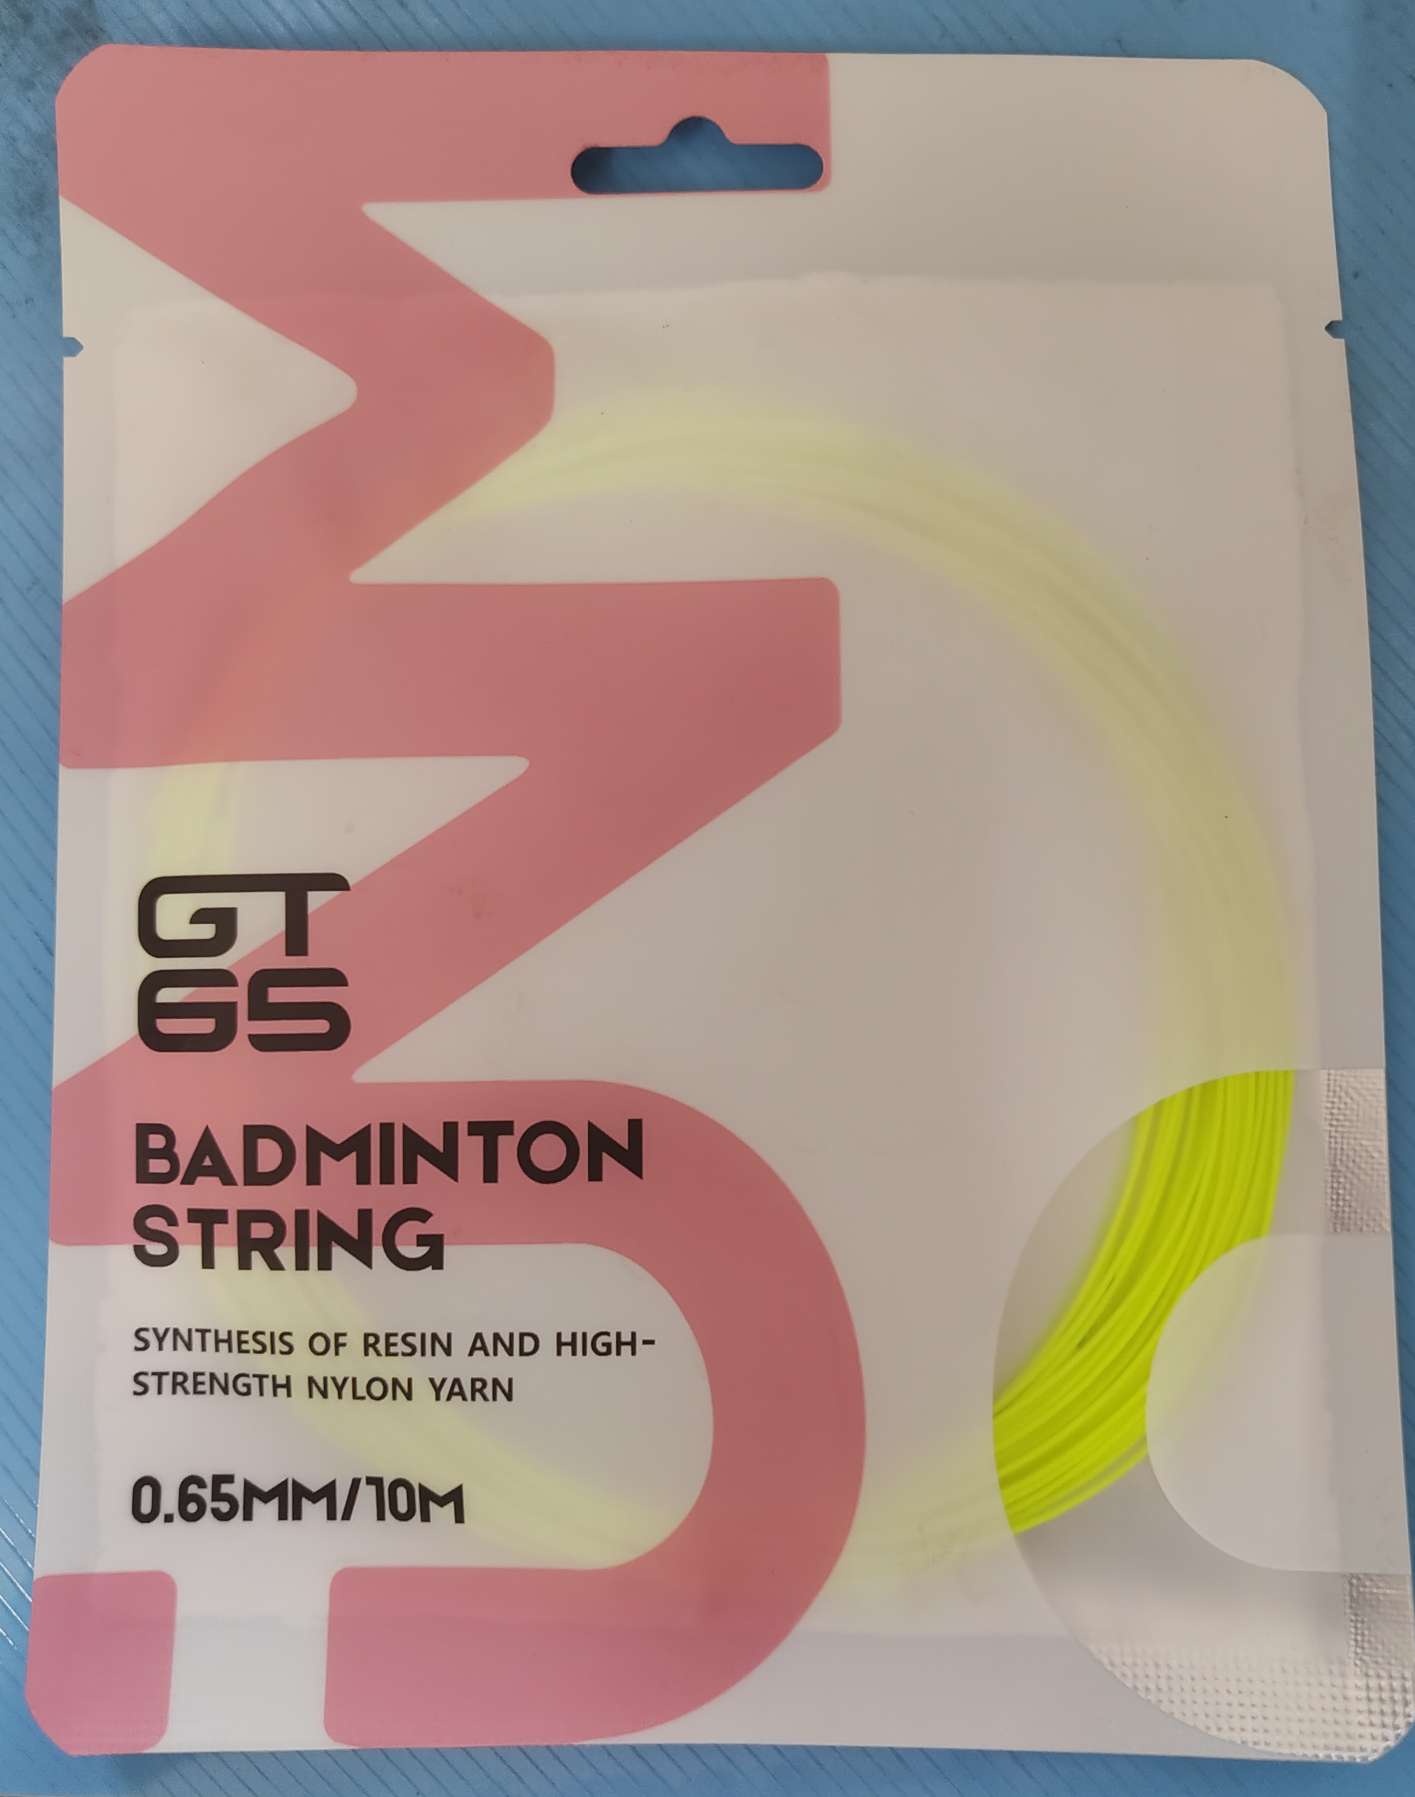 GT
65
BADMINTON
STRING
SYNTHESIS OF RESIN AND HIGH-
STRENGTH NYLON YARN
0.65MM/10M